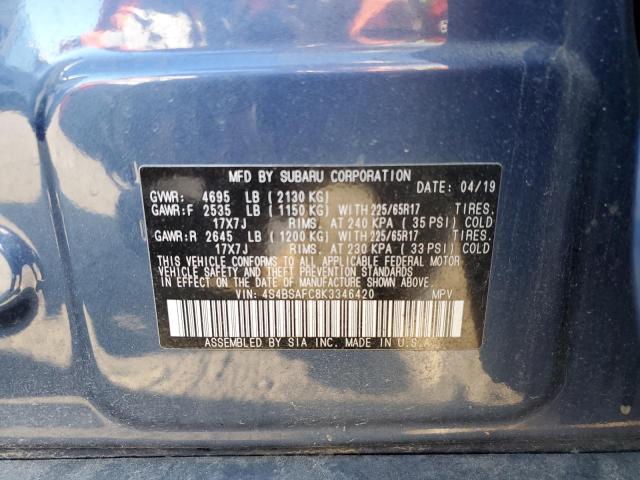 MFD BY SUBARU CORPORATION
GVWR: 4695 LB (2130 KG) DATE: 04/19
GAWR:F 2535 LB (1150 KG) WITH 225/65R17 TIRES.
17X7J RIMS. AT 240 KPA (35 PSI) COLD
GAWR:R 2645 LB (1200 KG) WITH 225/65R17 TIRES.
17X7J RIMS. AT 230 KPA (33 PSI) COLD
THIS VEHICLE CONFORMS TO ALL APPLICABLE FEDERAL MOTOR
VEHICLE SAFETY AND THEFT PREVENTION STANDARDS
IN EFFECT ON THE DATE OF MANUFACTURE SHOWN ABOVE.
VIN: 4S4BSAFC8K3346420 MPV
ASSEMBLED BY SIA INC. MADE IN U.S.A.